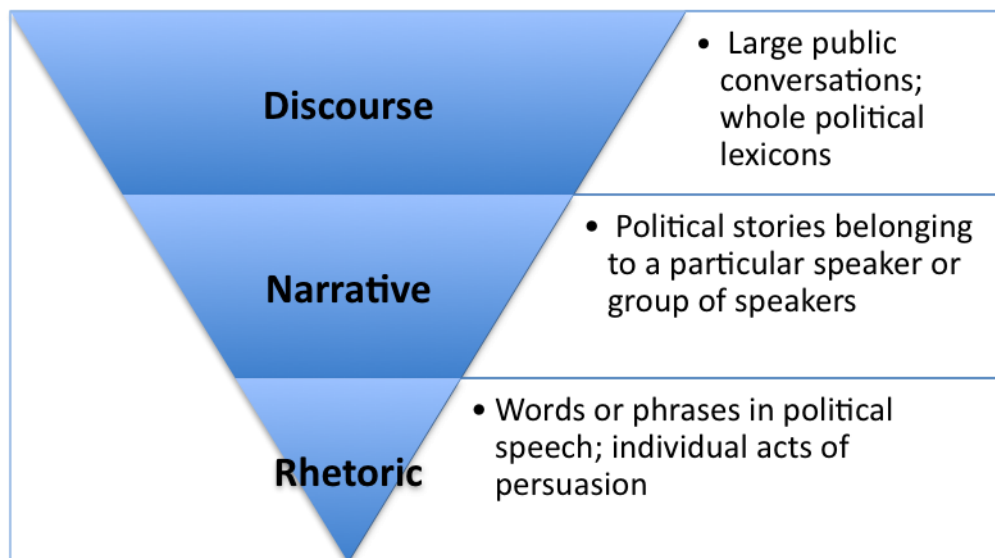 Discourse
• Large public
conversations;
whole political
lexicons
Narrative
• Political stories belonging
to a particular speaker or
group of speakers
Rhetoric
• Words or phrases in political
speech; individual acts of
persuasion